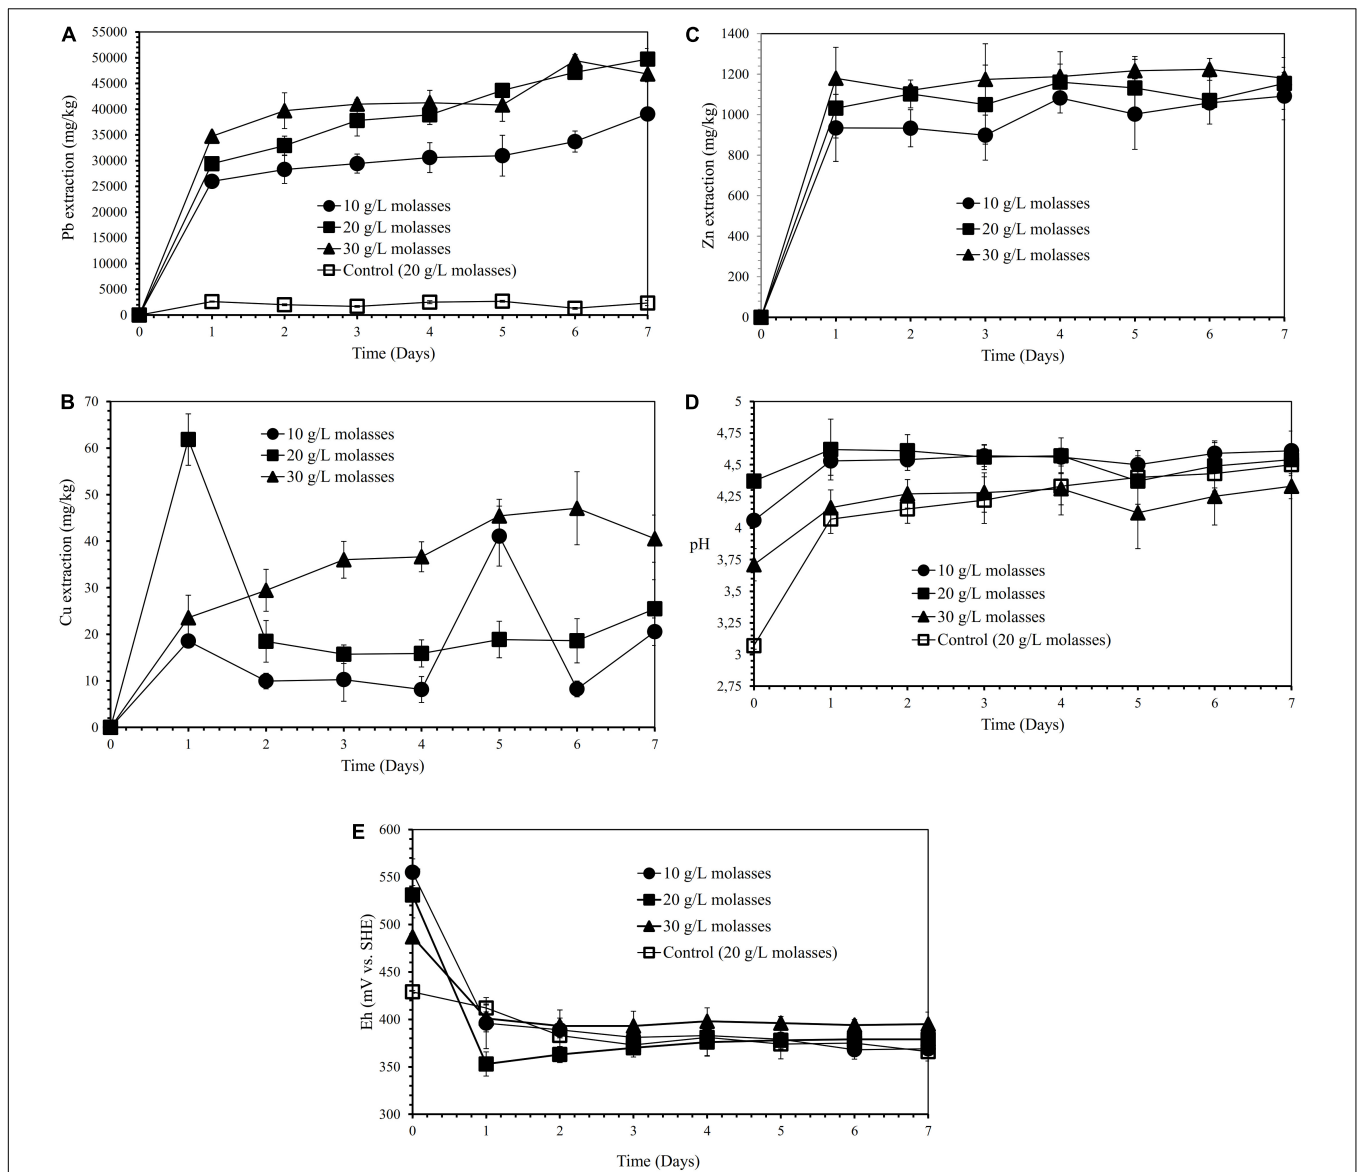 A
Pb extraction (mg/kg)
55000
50000
45000
40000
35000
30000
25000
20000
15000
10000
5000
0
10 g/L molasses
20 g/L molasses
30 g/L molasses
Control (20 g/L molasses)
0 1 2 3 4 5 6 7
Time (Days)
C
Zn extraction (mg/kg)
1400
1200
1000
800
600
400
200
0
10 g/L molasses
20 g/L molasses
30 g/L molasses
0 1 2 3 4 5 6 7
Time (Days)
B
Cu extraction (mg/kg)
70
60
50
40
30
20
10
0
10 g/L molasses
20 g/L molasses
30 g/L molasses
0 1 2 3 4 5 6 7
Time (Days)
D
pH
5
4,75
4,5
4,25
4
3,75
3,5
3,25
3
2,75
10 g/L molasses
20 g/L molasses
30 g/L molasses
Control (20 g/L molasses)
0 1 2 3 4 5 6 7
Time (Days)
E
Eh (mV vs. SHE)
600
550
500
450
400
350
300
10 g/L molasses
20 g/L molasses
30 g/L molasses
Control (20 g/L molasses)
0 1 2 3 4 5 6 7
Time (Days)